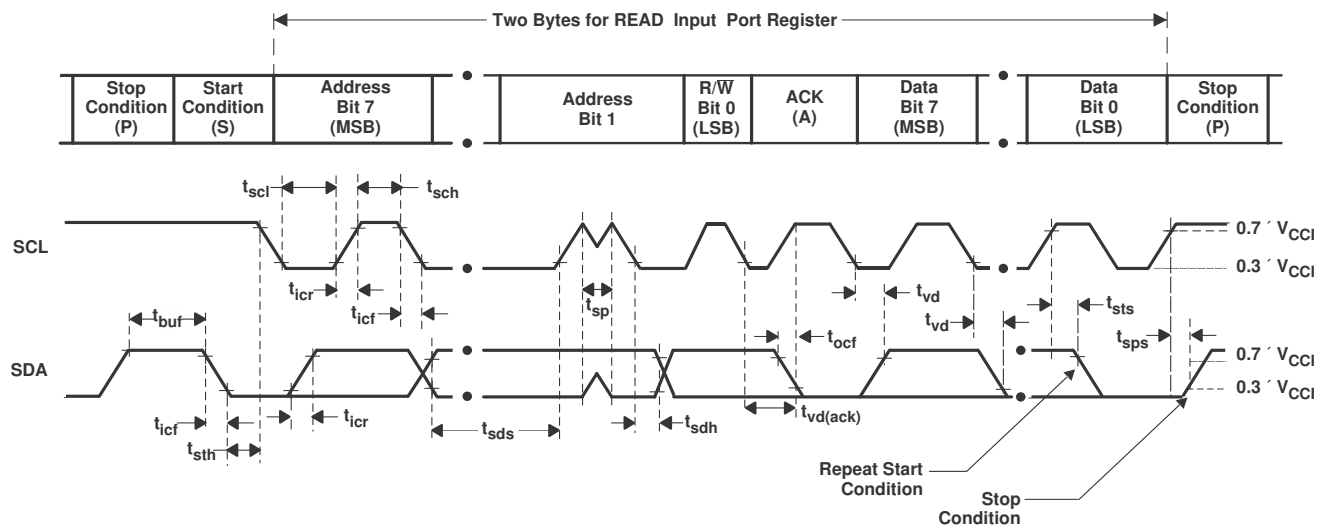 Two Bytes for READ Input Port Register
Stop
Condition
(P)
Start
Condition
(S)
Address
Bit 7
(MSB)
Address
Bit 1
R/W̅
Bit 0
(LSB)
ACK
(A)
Data
Bit 7
(MSB)
Data
Bit 0
(LSB)
Stop
Condition
(P)
tscl
tsch
SCL
0.7 ´ VCCI
0.3 ´ VCCI
ticr
ticf
tsp
tvd
tvd
tsts
tbuf
tocf
tsps
SDA
0.7 ´ VCCI
0.3 ´ VCCI
ticf
ticr
tsth
tsds
tsdh
tvd(ack)
Repeat Start
Condition
Stop
Condition